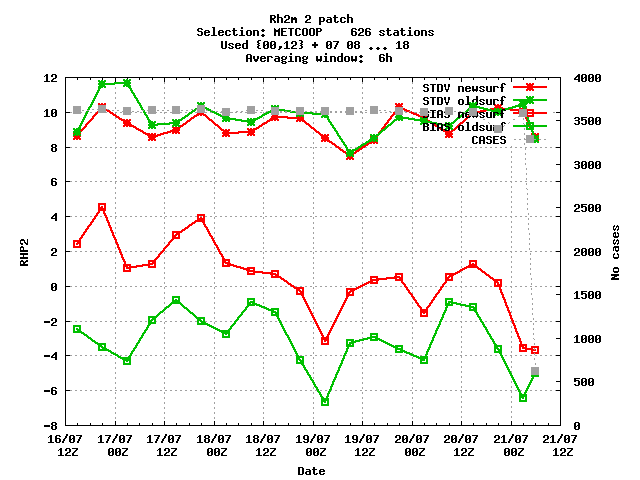 Rh2m 2 patch
Selection: METCOOP 626 stations
Used {00,12} + 07 08 ... 18
Averaging window: 6h
STDV newsurf
STDV oldsurf
BIAS newsurf
BIAS oldsurf
CASES
12
10
8
6
4
2
0
-2
-4
-6
-8
RHP2
4000
3500
3000
2500
2000
1500
1000
500
0
No cases
16/07 17/07 17/07 18/07 18/07 19/07 19/07 20/07 20/07 21/07 21/07
12Z 00Z 12Z 00Z 12Z 00Z 12Z 00Z 12Z 00Z 12Z
Date